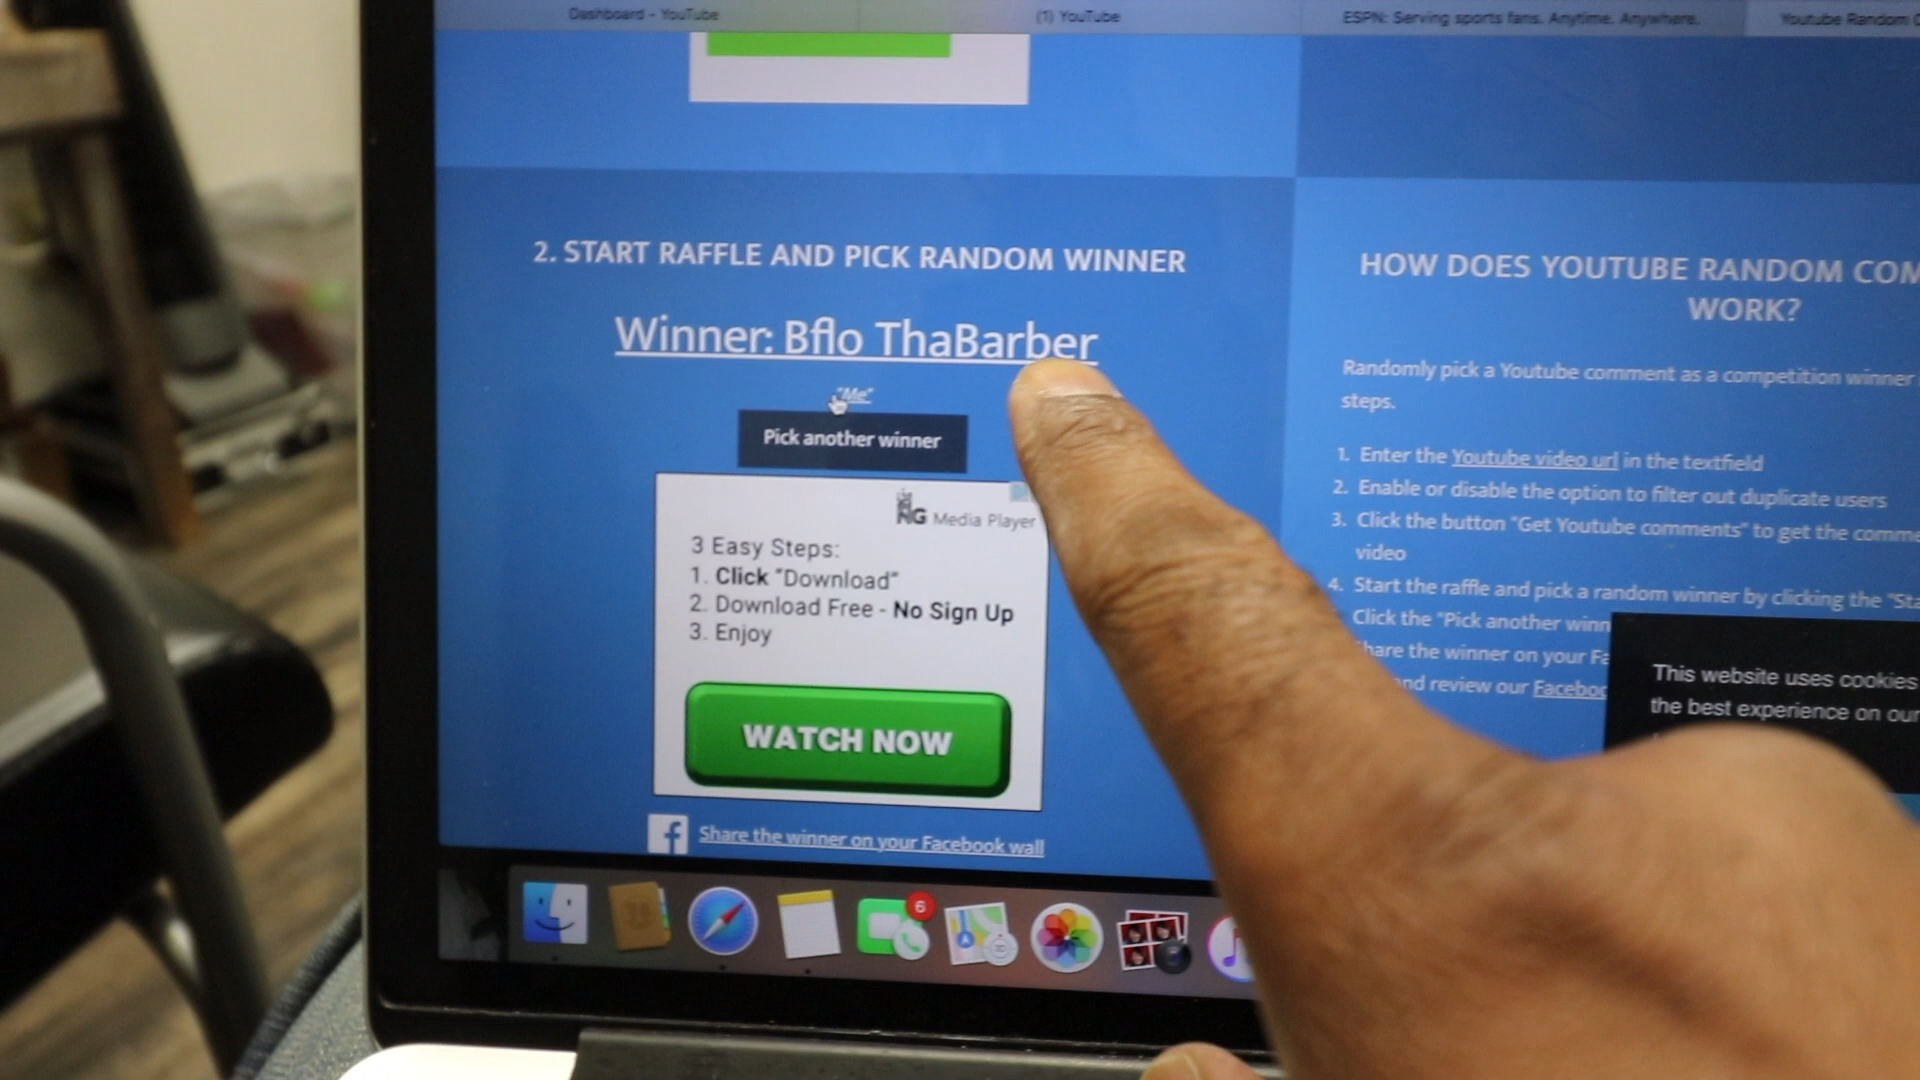 Dashboard - YouTube
(1) YouTube
ESPN: Serving sports fans. Anytime. Anywhere.
Youtube Random
2. START RAFFLE AND PICK RANDOM WINNER
Winner: Bflo ThaBarber
"Me"
Pick another winner
Media Player
3 Easy Steps:
1. Click "Download"
2. Download Free - No Sign Up
3. Enjoy
WATCH NOW
f
Share the winner on your Facebook wall
6
HOW DOES YOUTUBE RANDOM COM
WORK?
Randomly pick a Youtube comment as a competition winner
steps.
1. Enter the Youtube video url in the textfield
2. Enable or disable the option to filter out duplicate users
3. Click the button "Get Youtube comments" to get the comme
video
4. Start the raffle and pick a random winner by clicking the "Sta
Click the "Pick another winn
hare the winner on your Fa
nd review our Faceboo
This website uses cookies
the best experience on our